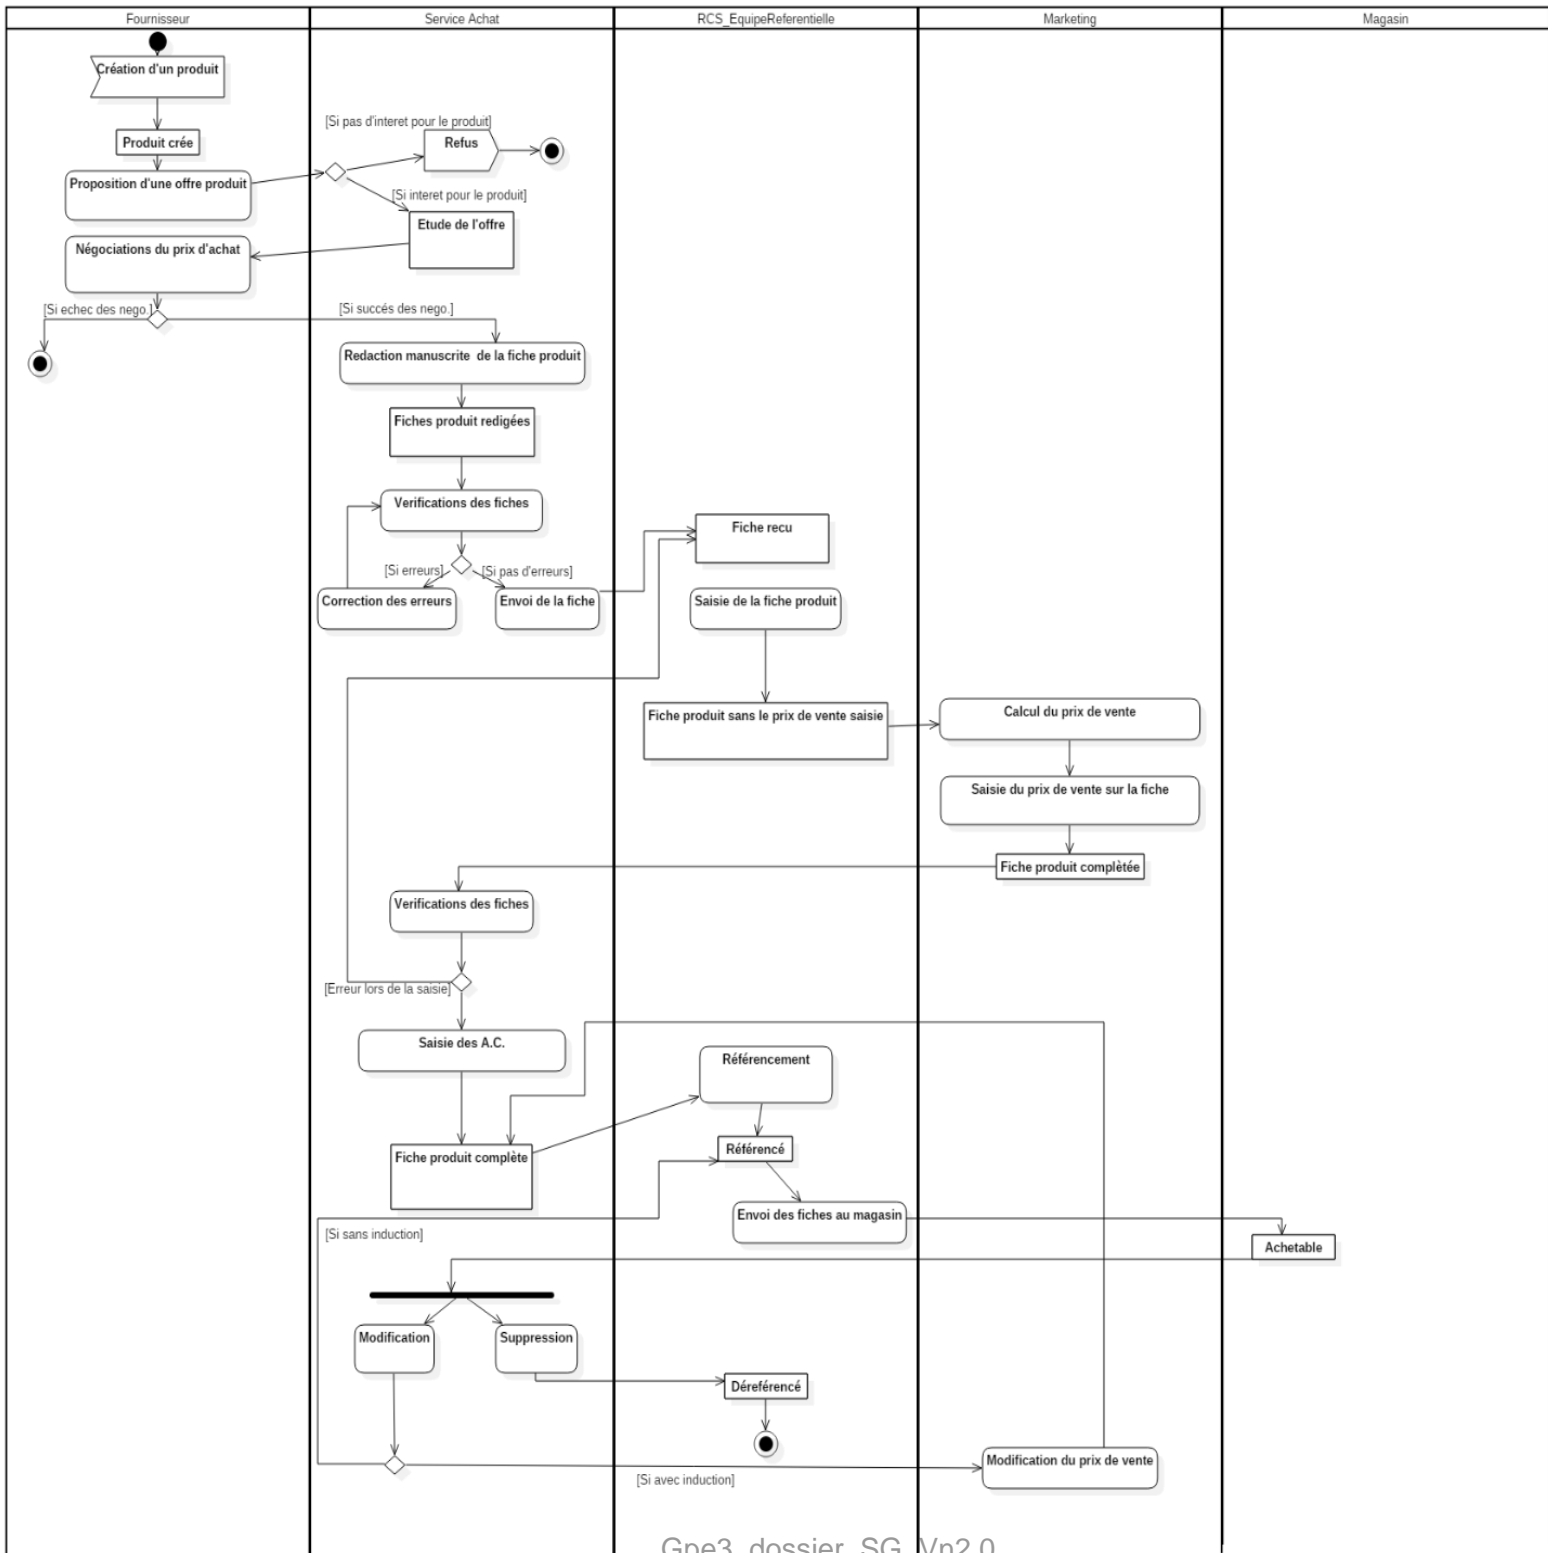 Fournisseur
Service Achat
RCS_EquipeReferentielle
Marketing
Magasin
Création d'un produit
Produit crée
Proposition d'une offre produit
[Si pas d'interet pour le produit]
Refus
[Si interet pour le produit]
Etude de l'offre
Négociations du prix d'achat
[Si echec des nego.]
[Si succés des nego.]
Redaction manuscrite de la fiche produit
Fiches produit redigées
Verifications des fiches
[Si erreurs]
[Si pas d'erreurs]
Correction des erreurs
Envoi de la fiche
Fiche recu
Saisie de la fiche produit
Fiche produit sans le prix de vente saisie
Calcul du prix de vente
Saisie du prix de vente sur la fiche
Fiche produit complètée
Verifications des fiches
[Erreur lors de la saisie]
Saisie des A.C.
Référencement
Fiche produit complète
Référencé
Envoi des fiches au magasin
[Si sans induction]
Achetable
Modification
Suppression
Déreférencé
Modification du prix de vente
[Si avec induction]
Gpe3_dossier_SG_Vn2.0